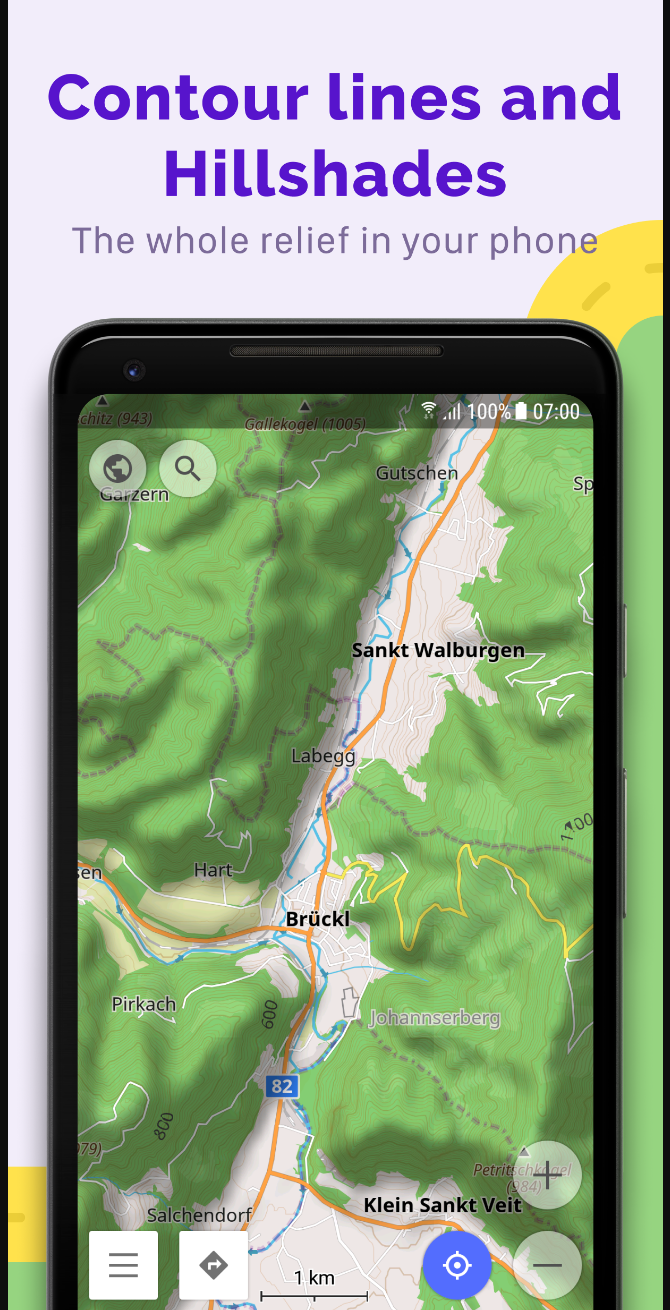 Contour lines and
Hillshades
The whole relief in your phone
100% 07:00
chitz (943)
Gallekogel (1005)
Gutschen
Garzern
Sp
Sankt Walburgen
Labegg
1100
sen
Hart
Brückl
Pirkach
600
Johannserberg
82
800
079)
Petritschkogel
(984)
Klein Sankt Veit
Salchendorf
1 km